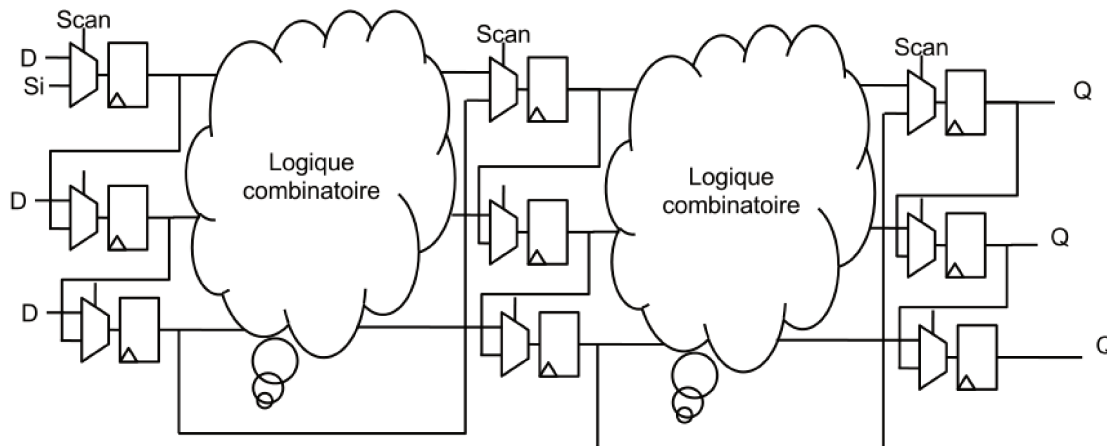 Scan
D
Si
Scan
Scan
Q
Logique
combinatoire
Logique
combinatoire
D
Q
D
Q